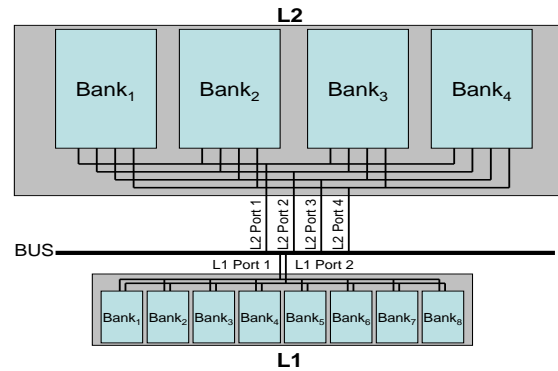 L2
Bank₁ Bank₂ Bank₃ Bank₄
L2 Port 1
L2 Port 2
L2 Port 3
L2 Port 4
BUS
L1 Port 1 L1 Port 2
Bank₁ Bank₂ Bank₃ Bank₄ Bank₅ Bank₆ Bank₇ Bank₈
L1